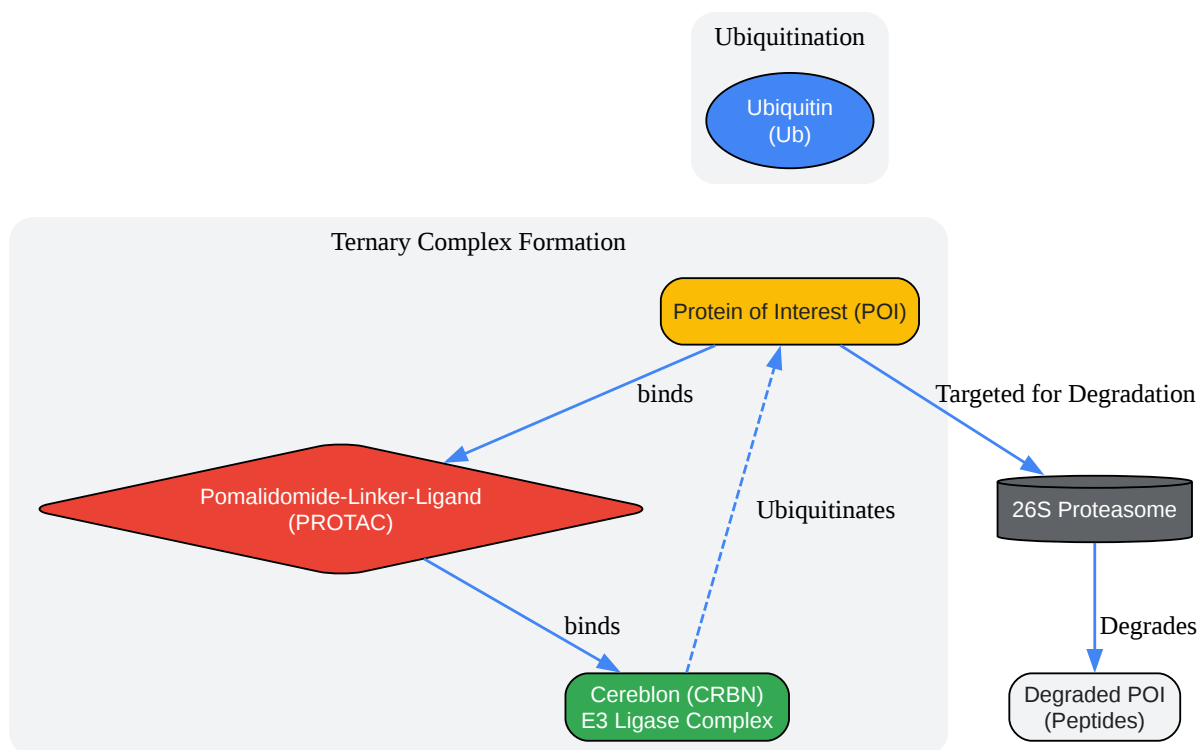 Ubiquitination
Ubiquitin
(Ub)
Ternary Complex Formation
Protein of Interest (POI)
binds
Targeted for Degradation
Pomalidomide-Linker-Ligand
(PROTAC)
Ubiquitinates
26S Proteasome
binds
Degrades
Cereblon (CRBN)
E3 Ligase Complex
Degraded POI
(Peptides)